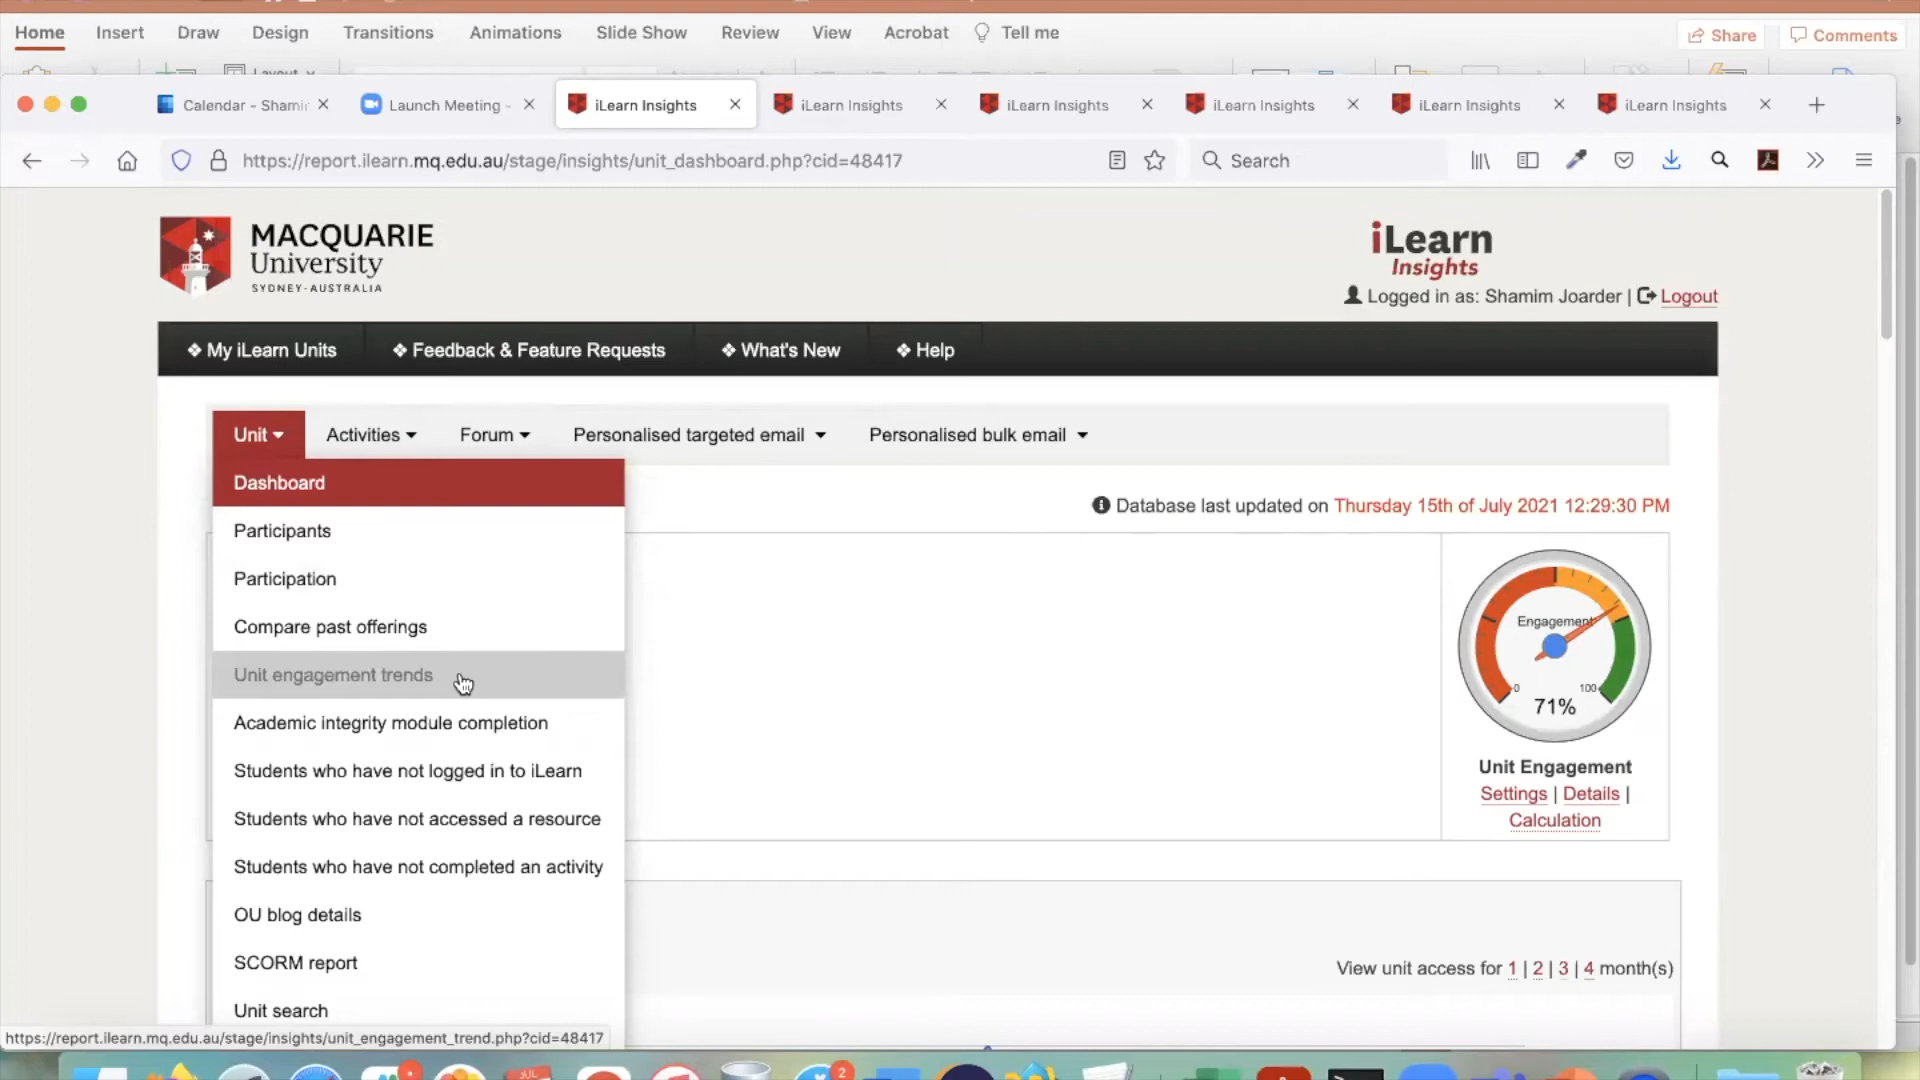 Home Insert Draw Design Transitions Animations Slide Show Review View Acrobat Tell me Share Comments
Layout
Calendar - Shamir Launch Meeting - iLearn Insights iLearn Insights iLearn Insights iLearn Insights iLearn Insights iLearn Insights
https://report.ilearn.mq.edu.au/stage/insights/unit_dashboard.php?cid=48417 Search
MACQUARIE
University
SYDNEY-AUSTRALIA
iLearn
Insights
Logged in as: Shamim Joarder | Logout
❖ My iLearn Units ❖ Feedback & Feature Requests ❖ What's New ❖ Help
Unit Activities Forum Personalised targeted email Personalised bulk email
Dashboard
Database last updated on Thursday 15th of July 2021 12:29:30 PM
Participants
Participation
Compare past offerings
Unit engagement trends
Academic integrity module completion
Students who have not logged in to iLearn
Students who have not accessed a resource
Students who have not completed an activity
OU blog details
SCORM report
Unit search
Engagement
0 100
71%
Unit Engagement
Settings | Details |
Calculation
View unit access for 1 | 2 | 3 | 4 month(s)
https://report.ilearn.mq.edu.au/stage/insights/unit_engagement_trend.php?cid=48417
JUL
2